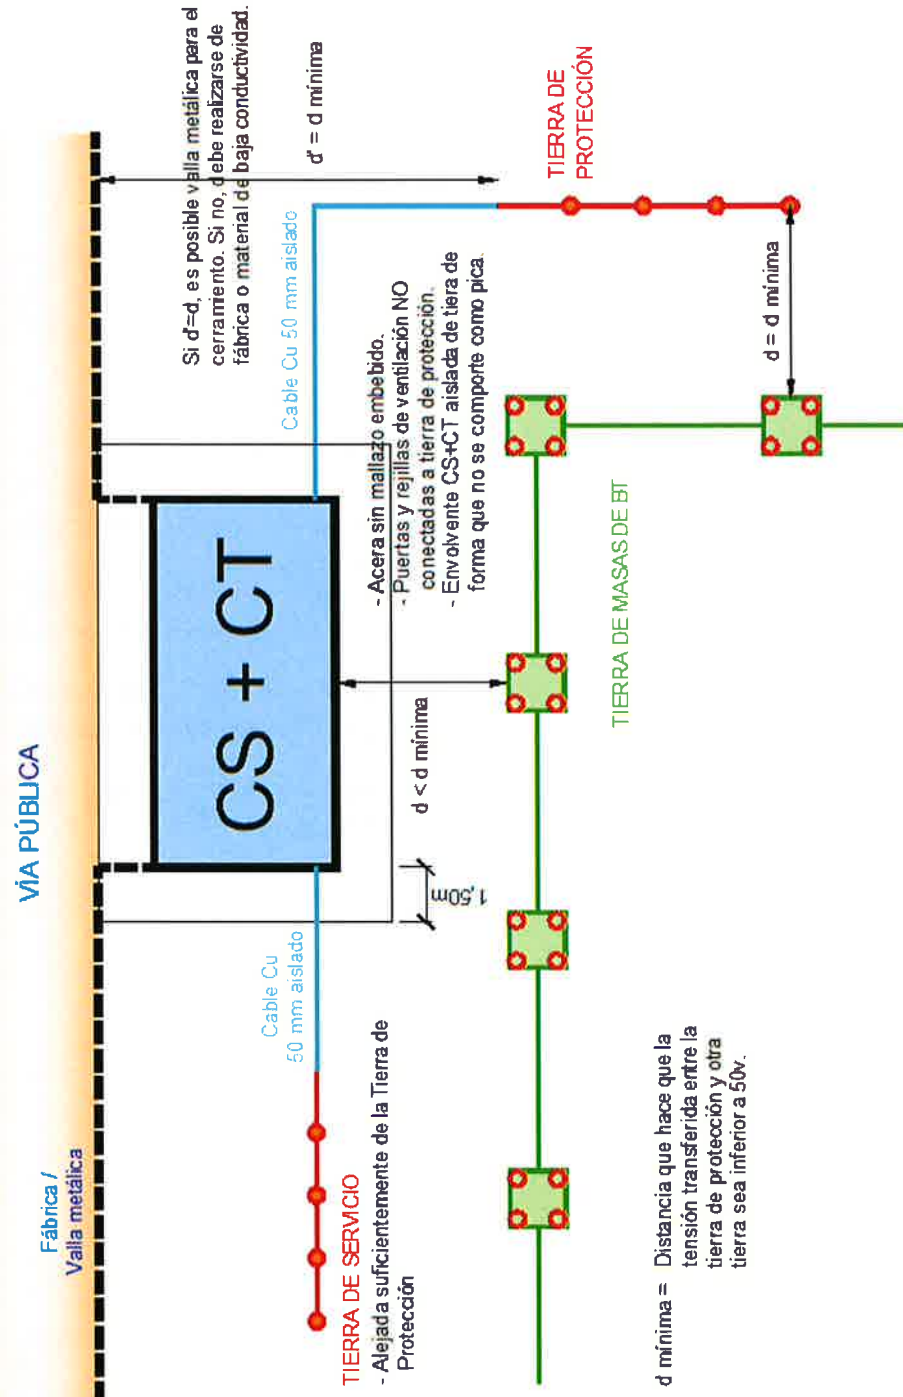 VÍA PÚBLICA
Fábrica /
Valla metálica
Si d'=d, es posible valla metálica para el
cerramiento. Si no, debe realizarse de
fábrica o material de baja conductividad.
d' = d mínima
CS + CT
Cable Cu 50 mm aislado
Cable Cu
50 mm aislado
- Acera sin mallazo embebido.
- Puertas y rejillas de ventilación NO
conectadas a tierra de protección.
- Envolvente CS+CT aislada de tierra de
forma que no se comporte como pica.
d < d mínima
1,50m
TIERRA DE SERVICIO
- Alejada suficientemente de la Tierra de
Protección
TIERRA DE
PROTECCIÓN
d = d mínima
TIERRA DE MASAS DE BT
d mínima = Distancia que hace que la
tensión transferida entre la
tierra de protección y otra
tierra sea inferior a 50v.